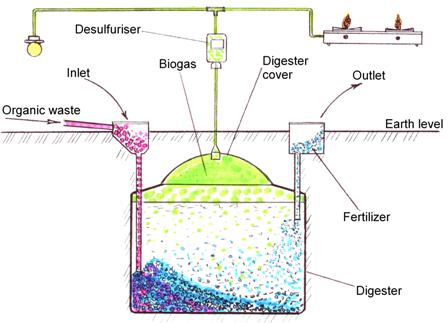 Desulfuriser
Inlet
Biogas
Digester
cover
Outlet
Organic waste
Earth level
Fertilizer
Digester